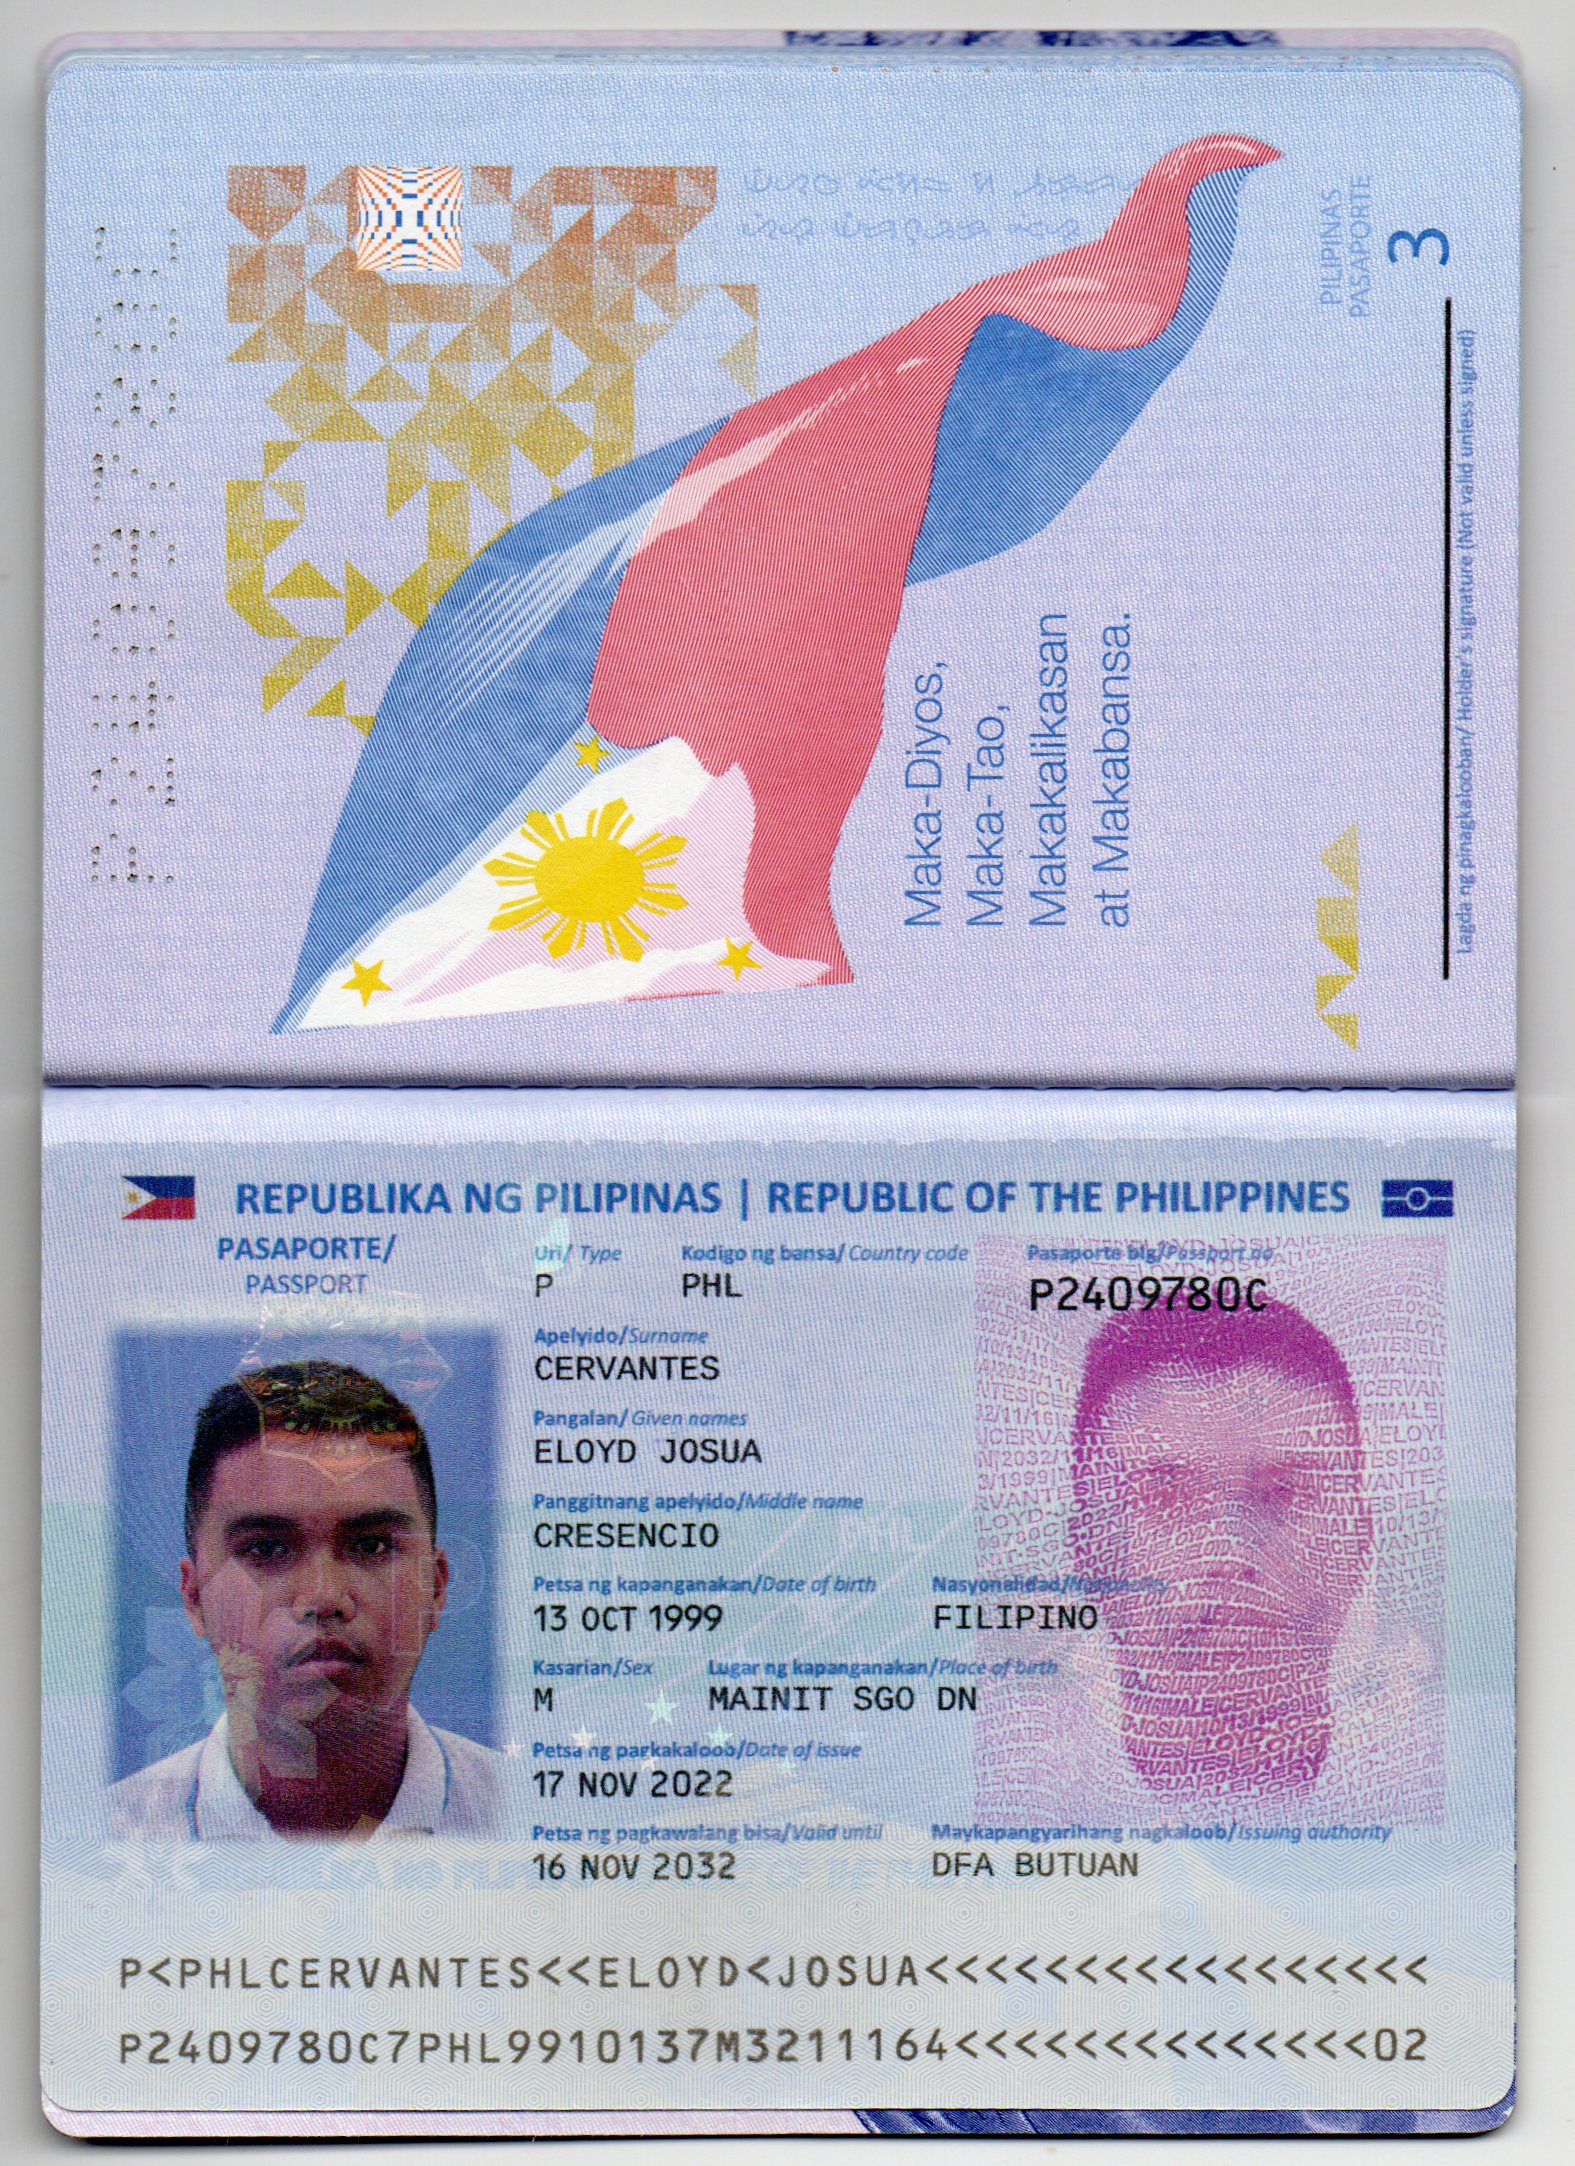 P2409780C
PILIPINAS
PASAPORTE
3
Maka-Diyos,
Maka-Tao,
Makakalikasan
at Makabansa.
Lagda ng pinagkalooban/ Holder's signature (Not valid unless signed)
REPUBLIKA NG PILIPINAS | REPUBLIC OF THE PHILIPPINES
PASAPORTE/
PASSPORT
Uri/ Type
Kodigo ng bansa/ Country code
Pasaporte blg/Passport no
P
PHL
P2409780C
Apelyido/Surname
CERVANTES
Pangalan/ Given names
ELOYD JOSUA
Panggitnang apelyido/Middle name
CRESENCIO
Petsa ng kapanganakan/Date of birth
Nasyonalidad/Nationality
13 OCT 1999
FILIPINO
Kasarian/Sex
Lugar ng kapanganakan/Place of birth
M
MAINIT SGO DN
Petsa ng pagkakaloob/Date of issue
17 NOV 2022
Petsa ng pagkawalang bisa/Valid until
Maykapangyarihang nagkaloob/Issuing authority
16 NOV 2032
DFA BUTUAN
P<PHLCERVANTES<<ELOYD<JOSUA<<<<<<<<<<<<<<<<<
P2409780C7PHL9910137M3211164<<<<<<<<<<<<<<02